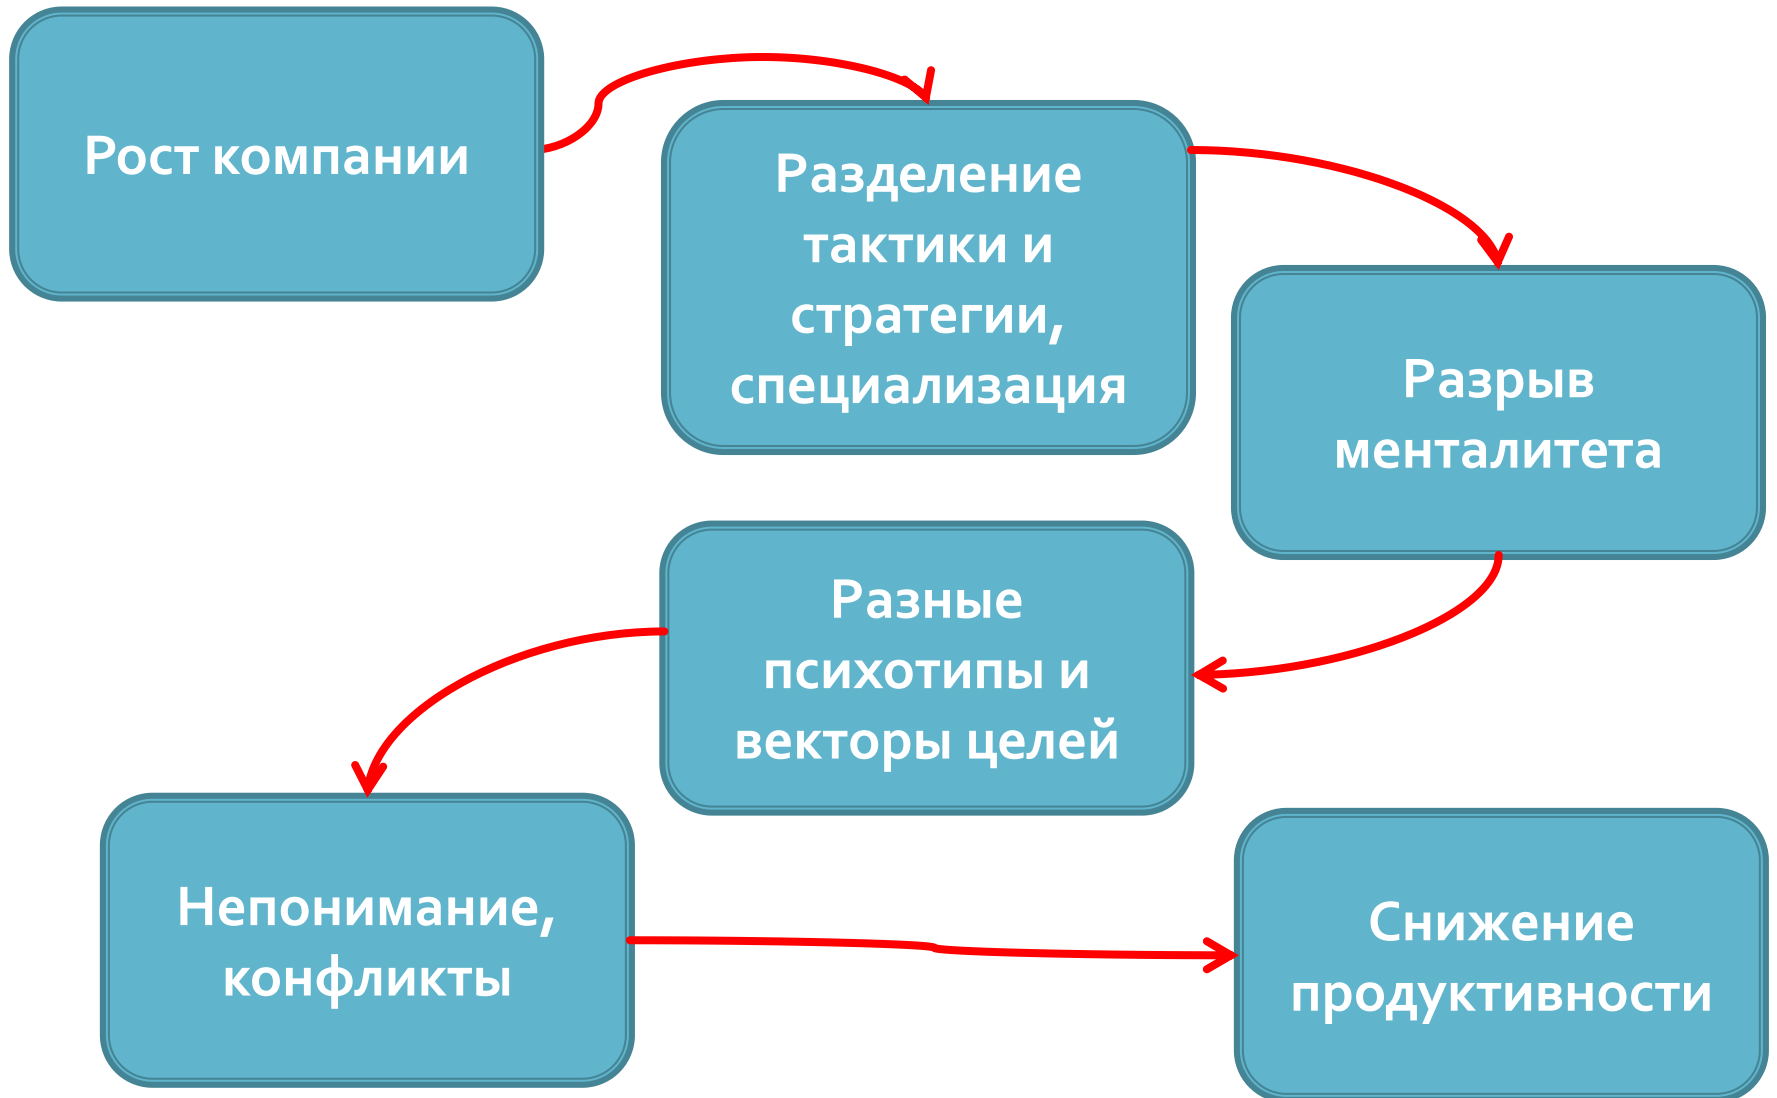 Рост компании
Разделение
тактики и
стратегии,
специализация
Разрыв
менталитета
Разные
психотипы и
векторы целей
Непонимание,
конфликты
Снижение
продуктивности